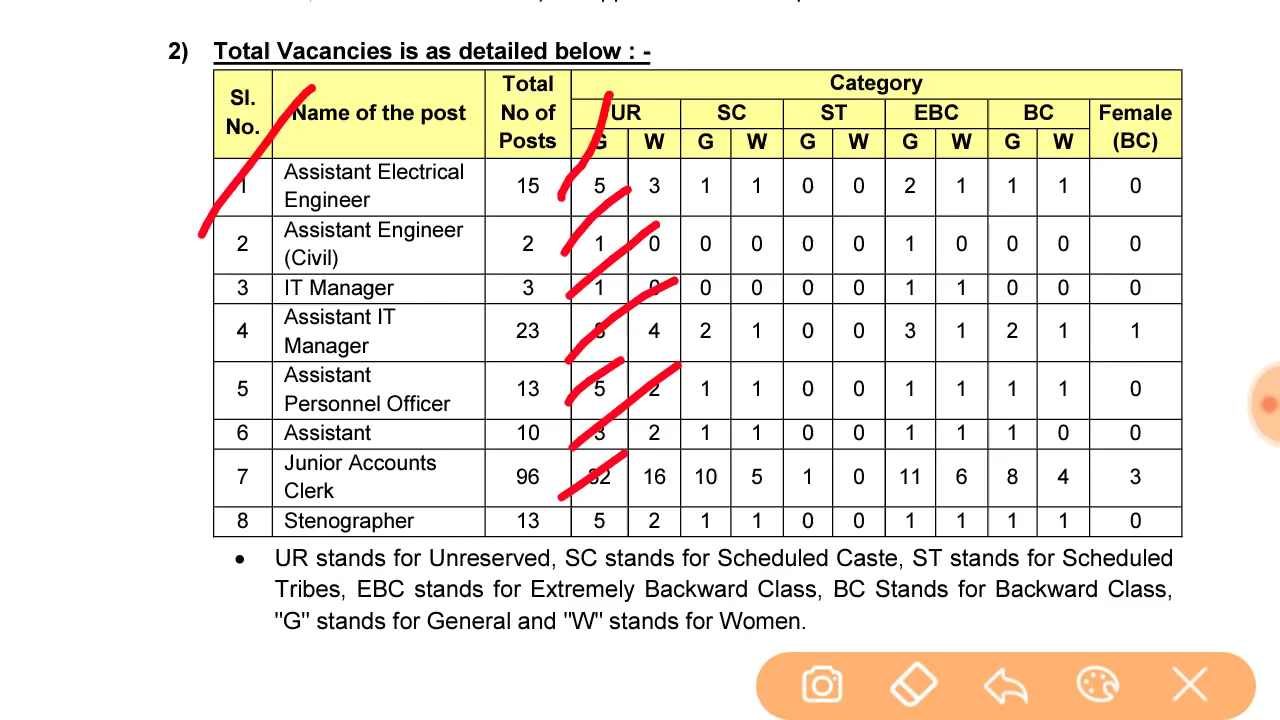 2) Total Vacancies is as detailed below : -
Sl. No. Name of the post Total No of Posts Category
UR SC ST EBC BC Female (BC)
G W G W G W G W G W
1 Assistant Electrical Engineer 15 5 3 1 1 0 0 2 1 1 1 0
2 Assistant Engineer (Civil) 2 1 0 0 0 0 0 1 0 0 0 0
3 IT Manager 3 1 0 0 0 0 0 1 1 0 0 0
4 Assistant IT Manager 23 8 4 2 1 0 0 3 1 2 1 1
5 Assistant Personnel Officer 13 5 2 1 1 0 0 1 1 1 1 0
6 Assistant 10 3 2 1 1 0 0 1 1 1 0 0
7 Junior Accounts Clerk 96 32 16 10 5 1 0 11 6 8 4 3
8 Stenographer 13 5 2 1 1 0 0 1 1 1 1 0
• UR stands for Unreserved, SC stands for Scheduled Caste, ST stands for Scheduled
Tribes, EBC stands for Extremely Backward Class, BC Stands for Backward Class,
"G" stands for General and "W" stands for Women.